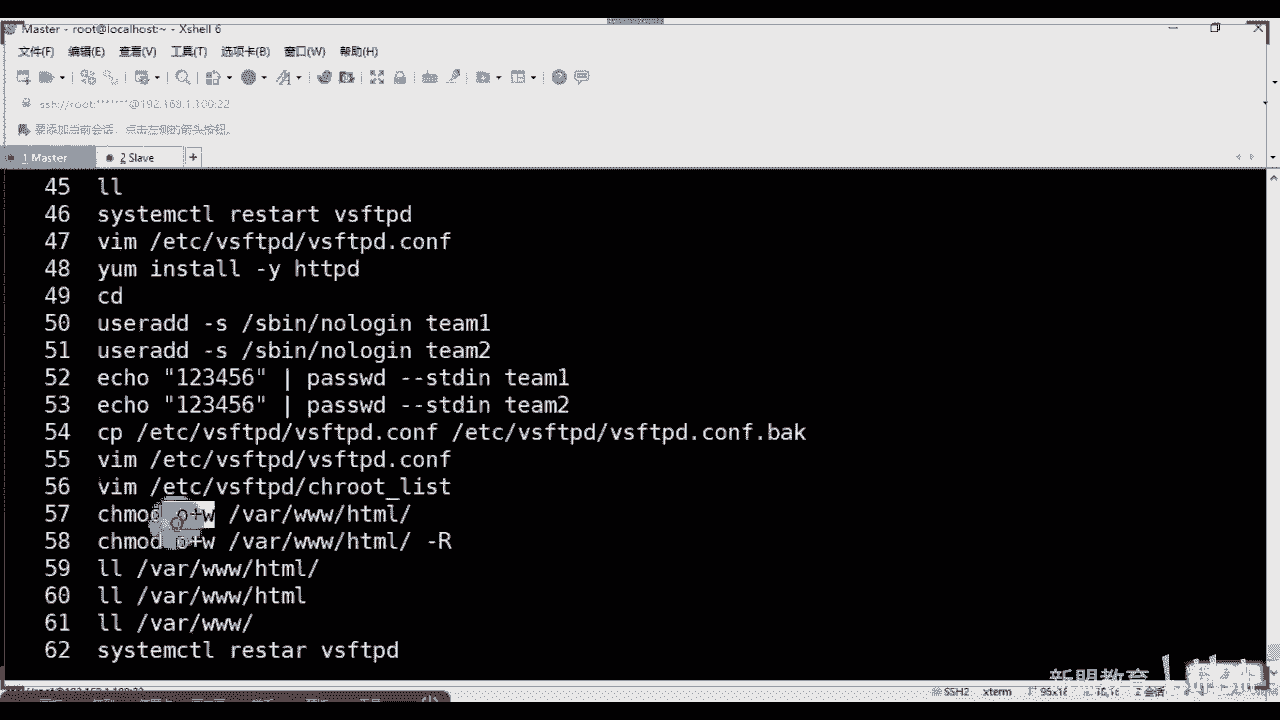 Master - root@localhost:~ - Xshell 6
文件(F) 编辑(E) 查看(V) 工具(T) 选项卡(B) 窗口(W) 帮助(H)
ssh://root:*******@192.168.1.100:22
要添加当前会话，点击左侧的箭头按钮。
1 Master 2 Slave +
45 ll
46 systemctl restart vsftpd
47 vim /etc/vsftpd/vsftpd.conf
48 yum install -y httpd
49 cd
50 useradd -s /sbin/nologin team1
51 useradd -s /sbin/nologin team2
52 echo "123456" | passwd --stdin team1
53 echo "123456" | passwd --stdin team2
54 cp /etc/vsftpd/vsftpd.conf /etc/vsftpd/vsftpd.conf.bak
55 vim /etc/vsftpd/vsftpd.conf
56 vim /etc/vsftpd/chroot_list
57 chmod o+w /var/www/html/
58 chmod o+w /var/www/html/ -R
59 ll /var/www/html/
60 ll /var/www/html
61 ll /var/www/
62 systemctl restar vsftpd
新盟教育
SSH2 xterm